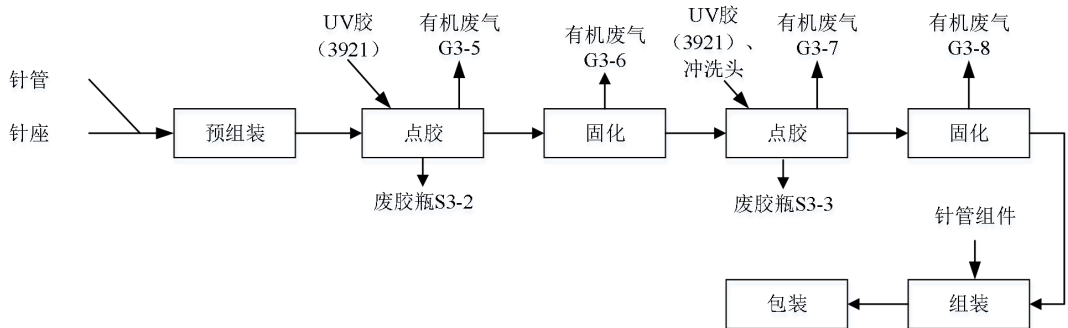 UV胶
（3921）
有机废气
G3-5
有机废气
G3-6
UV胶
（3921）、
冲洗头
有机废气
G3-7
有机废气
G3-8
针管
针座
预组装
点胶
固化
点胶
固化
废胶瓶S3-2
废胶瓶S3-3
针管组件
包装
组装